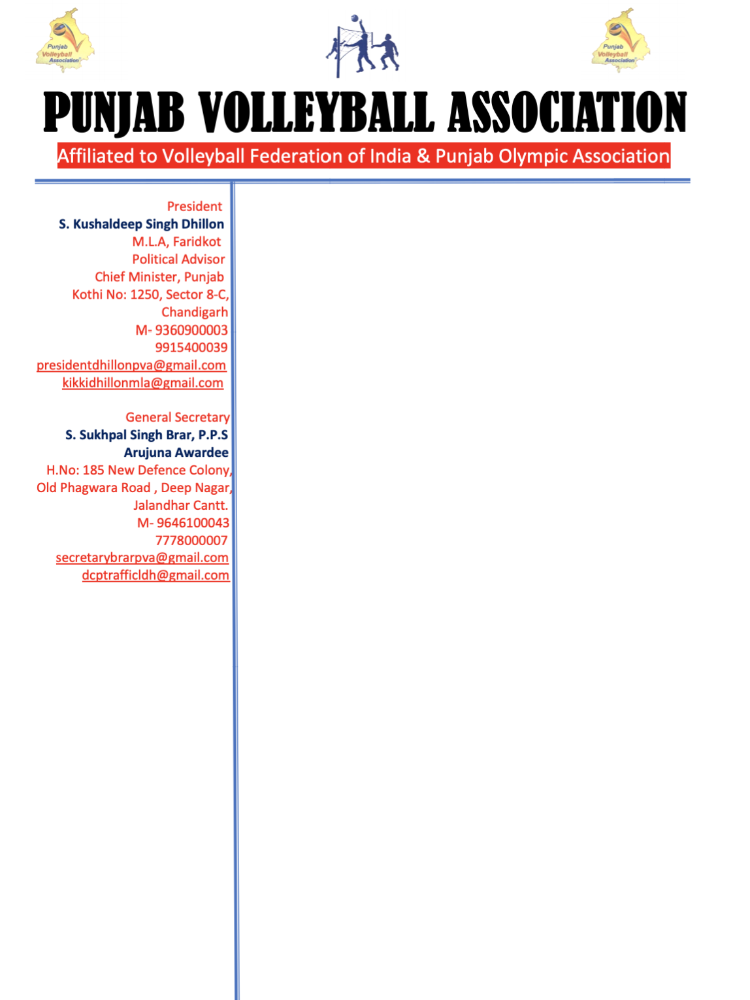 Punjab
Volleyball
Association
Punjab
Volleyball
Association
PUNJAB VOLLEYBALL ASSOCIATION
Affiliated to Volleyball Federation of India & Punjab Olympic Association
President
S. Kushaldeep Singh Dhillon
M.L.A, Faridkot
Political Advisor
Chief Minister, Punjab
Kothi No: 1250, Sector 8-C,
Chandigarh
M- 9360900003
9915400039
presidentdhillonpva@gmail.com
kikkidhillonmla@gmail.com
General Secretary
S. Sukhpal Singh Brar, P.P.S
Arujuna Awardee
H.No: 185 New Defence Colony,
Old Phagwara Road , Deep Nagar,
Jalandhar Cantt.
M- 9646100043
7778000007
secretarybrarpva@gmail.com
dcptrafficldh@gmail.com